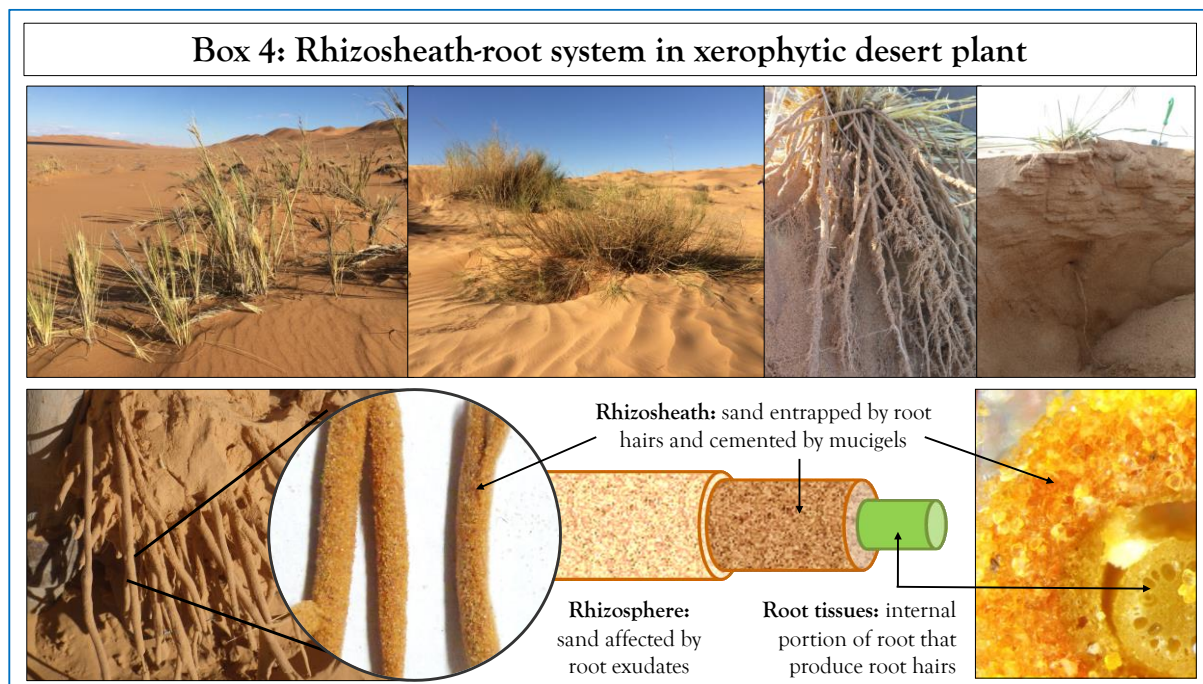 Box 4: Rhizosheath-root system in xerophytic desert plant
Rhizosheath: sand entrapped by root
hairs and cemented by mucigels
Rhizosphere:
sand affected by
root exudates
Root tissues: internal
portion of root that
produce root hairs